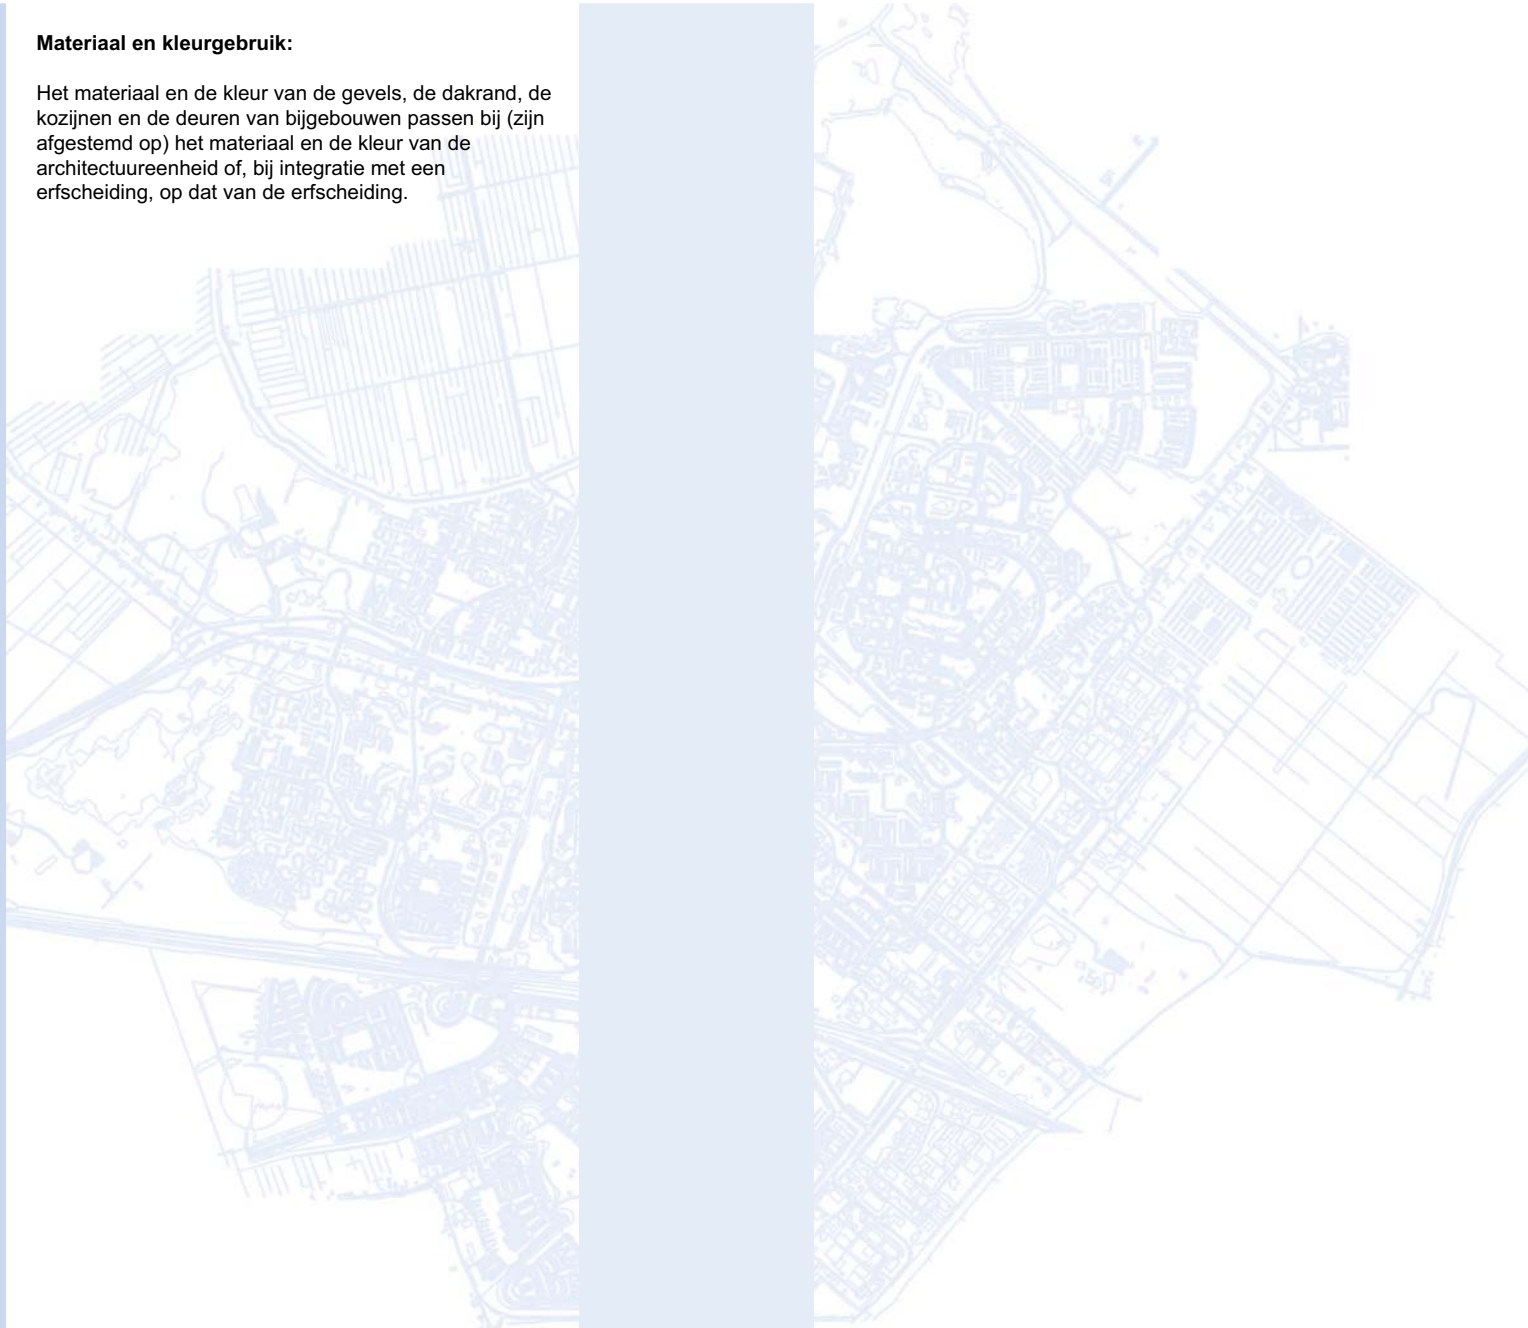 Materiaal en kleurgebruik:
Het materiaal en de kleur van de gevels, de dakrand, de
kozijnen en de deuren van bijgebouwen passen bij (zijn
afgestemd op) het materiaal en de kleur van de
architectuureenheid of, bij integratie met een
erfscheiding, op dat van de erfscheiding.